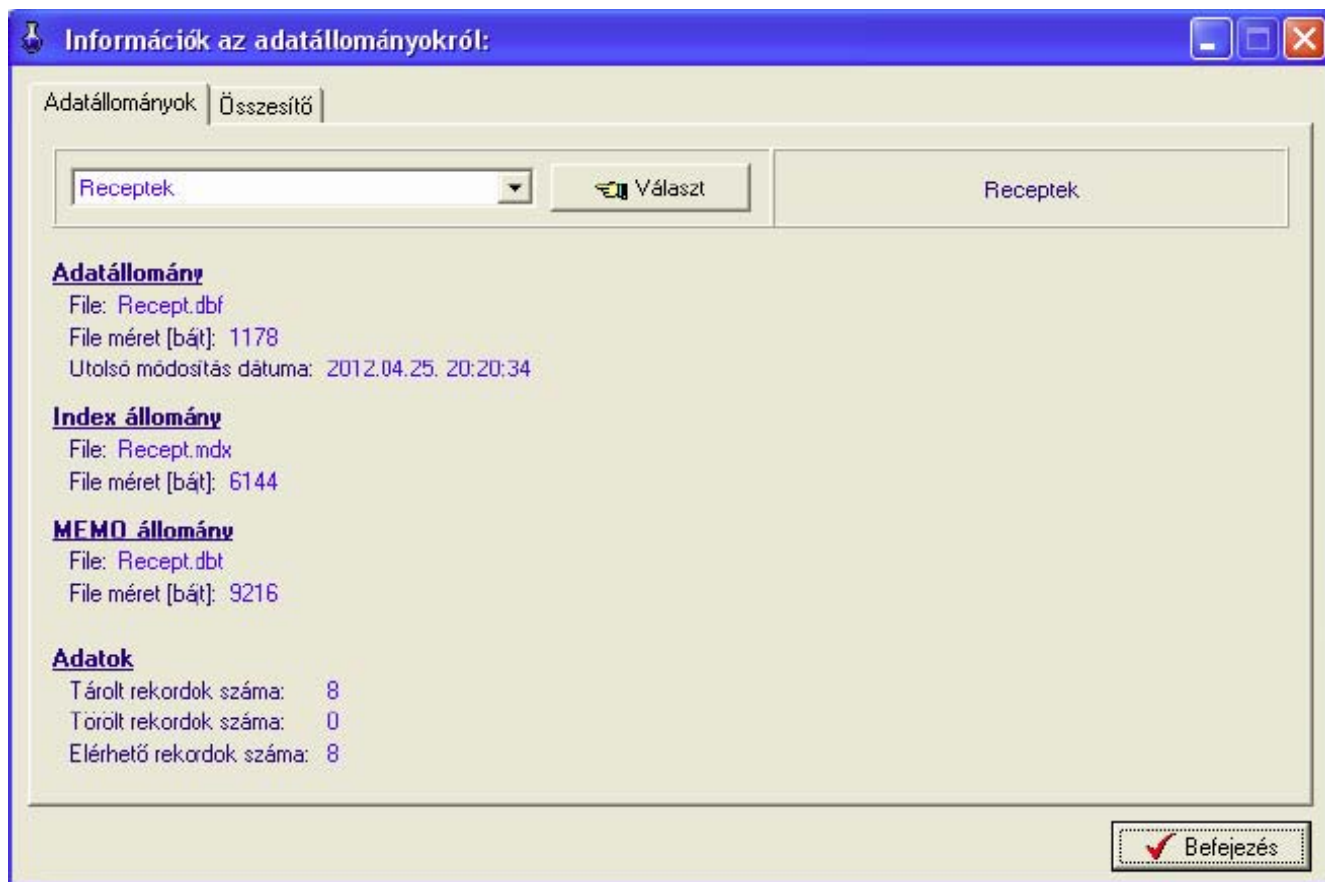 Információk az adatállományokról:
Adatállományok Összesítő
Receptek Választ Receptek
Adatállomány
File: Recept.dbf
File méret [bájt]: 1178
Utolsó módosítás dátuma: 2012.04.25. 20:20:34
Index állomány
File: Recept.mdx
File méret [bájt]: 6144
MEMO állomány
File: Recept.dbt
File méret [bájt]: 9216
Adatok
Tárolt rekordok száma: 8
Törölt rekordok száma: 0
Elérhető rekordok száma: 8
Befejezés